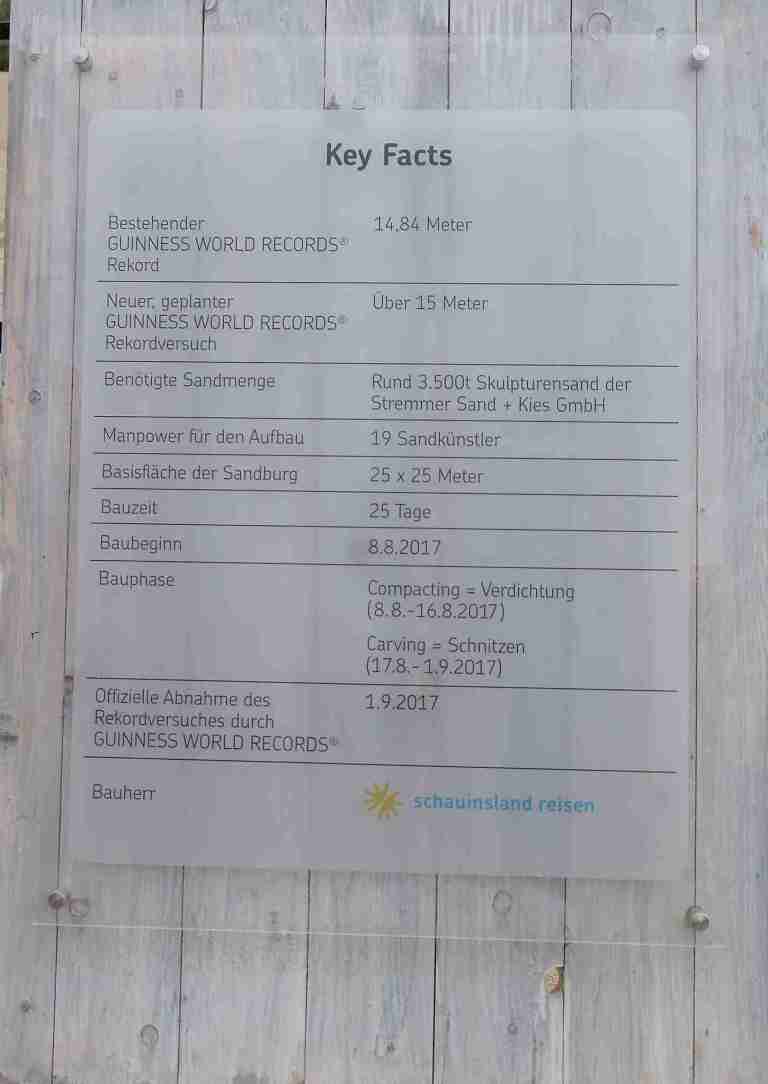 Key Facts
Bestehender
GUINNESS WORLD RECORDS®
Rekord
14,84 Meter
Neuer, geplanter
GUINNESS WORLD RECORDS®
Rekordversuch
Über 15 Meter
Benötigte Sandmenge
Rund 3.500t Skulpturensand der
Stremmer Sand + Kies GmbH
Manpower für den Aufbau
19 Sandkünstler
Basisfläche der Sandburg
25 x 25 Meter
Bauzeit
25 Tage
Baubeginn
8.8.2017
Bauphase
Compacting = Verdichtung
(8.8.-16.8.2017)
Carving = Schnitzen
(17.8.- 1.9.2017)
Offizielle Abnahme des
Rekordversuches durch
GUINNESS WORLD RECORDS®
1.9.2017
Bauherr
schauinsland reisen